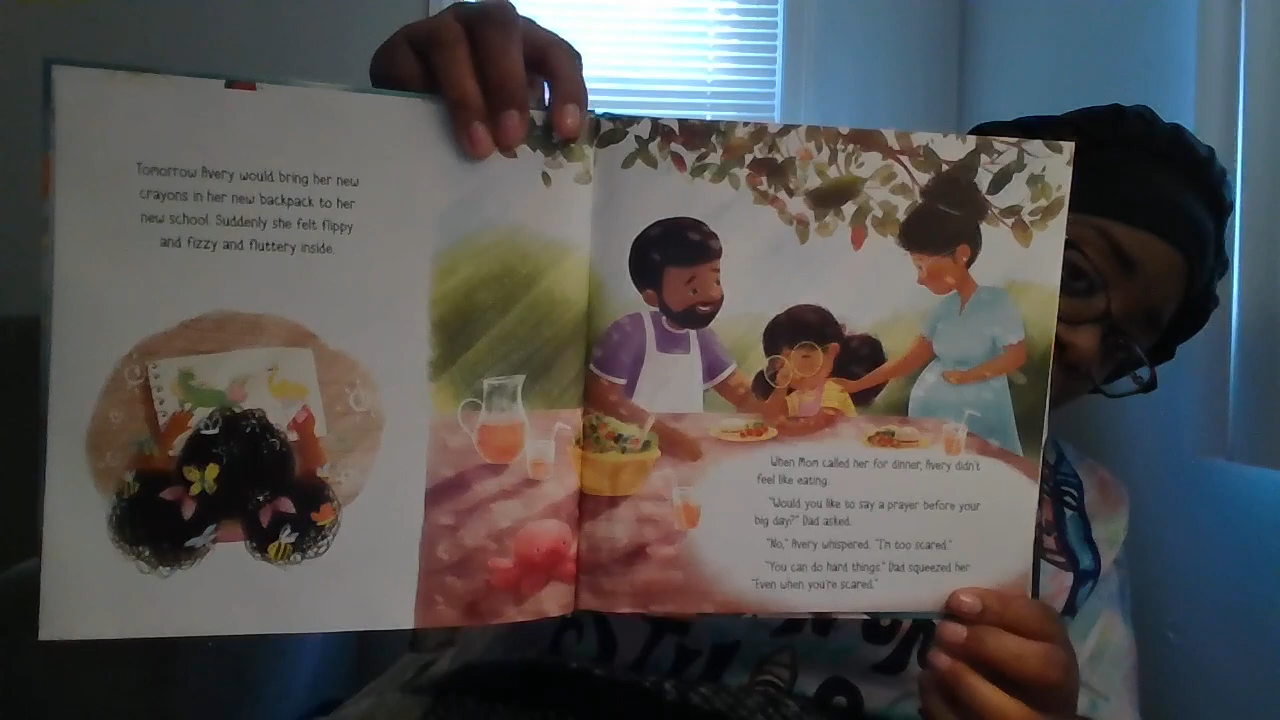 Tomorrow Avery would bring her new
crayons in her new backpack to her
new school. Suddenly she felt flippy
and fizzy and fluttery inside.
When Mom called her for dinner, Avery didn't
feel like eating.
"Would you like to say a prayer before your
big day?" Dad asked.
"No," Avery whispered. "I'm too scared."
"You can do hard things." Dad squeezed her.
"Even when you're scared."